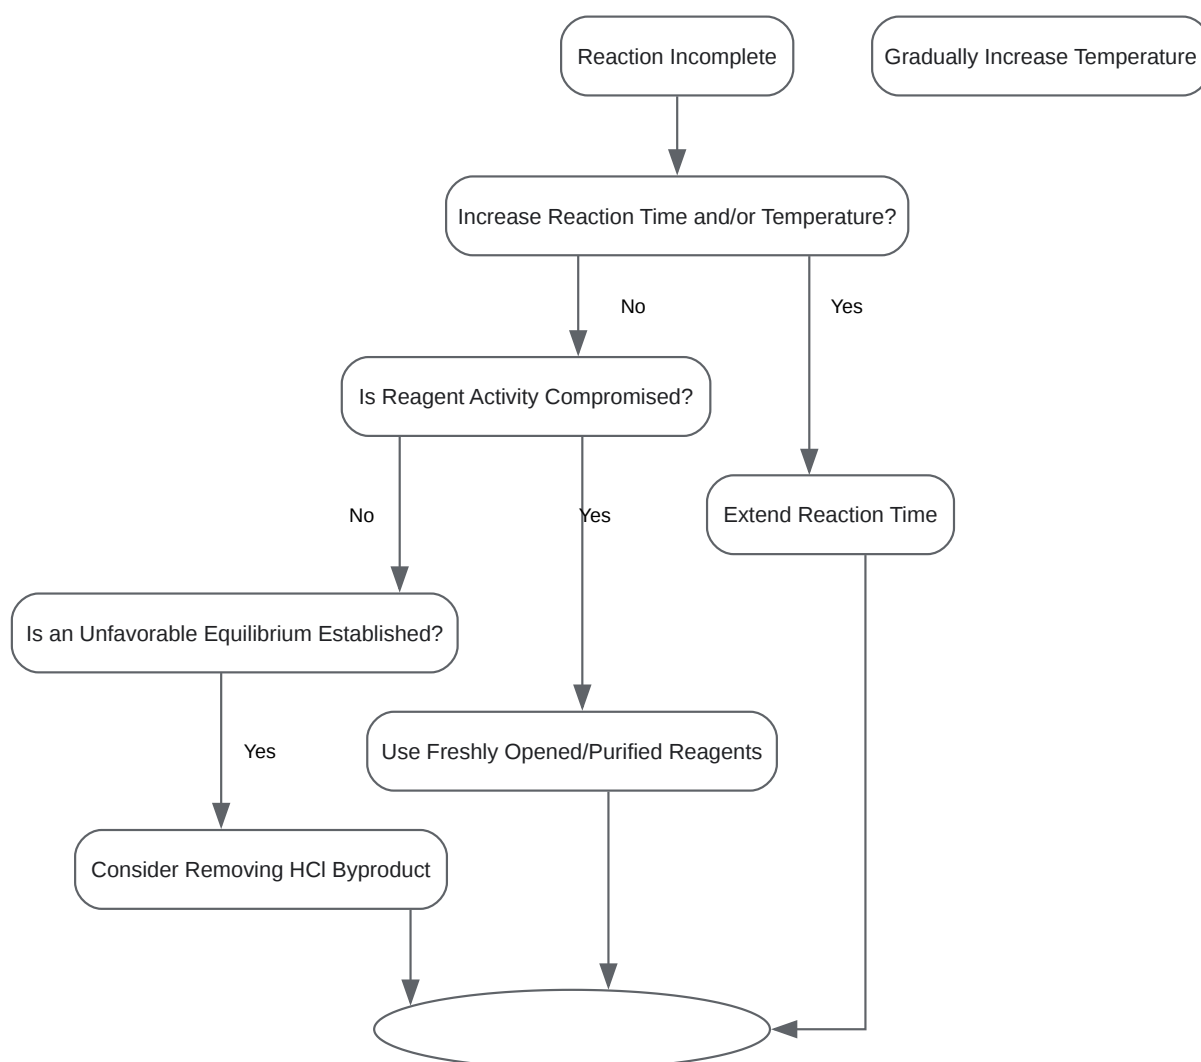 Reaction Incomplete
Gradually Increase Temperature
Increase Reaction Time and/or Temperature?
No
Yes
Is Reagent Activity Compromised?
No
Yes
Extend Reaction Time
Is an Unfavorable Equilibrium Established?
Yes
Use Freshly Opened/Purified Reagents
Consider Removing HCl Byproduct